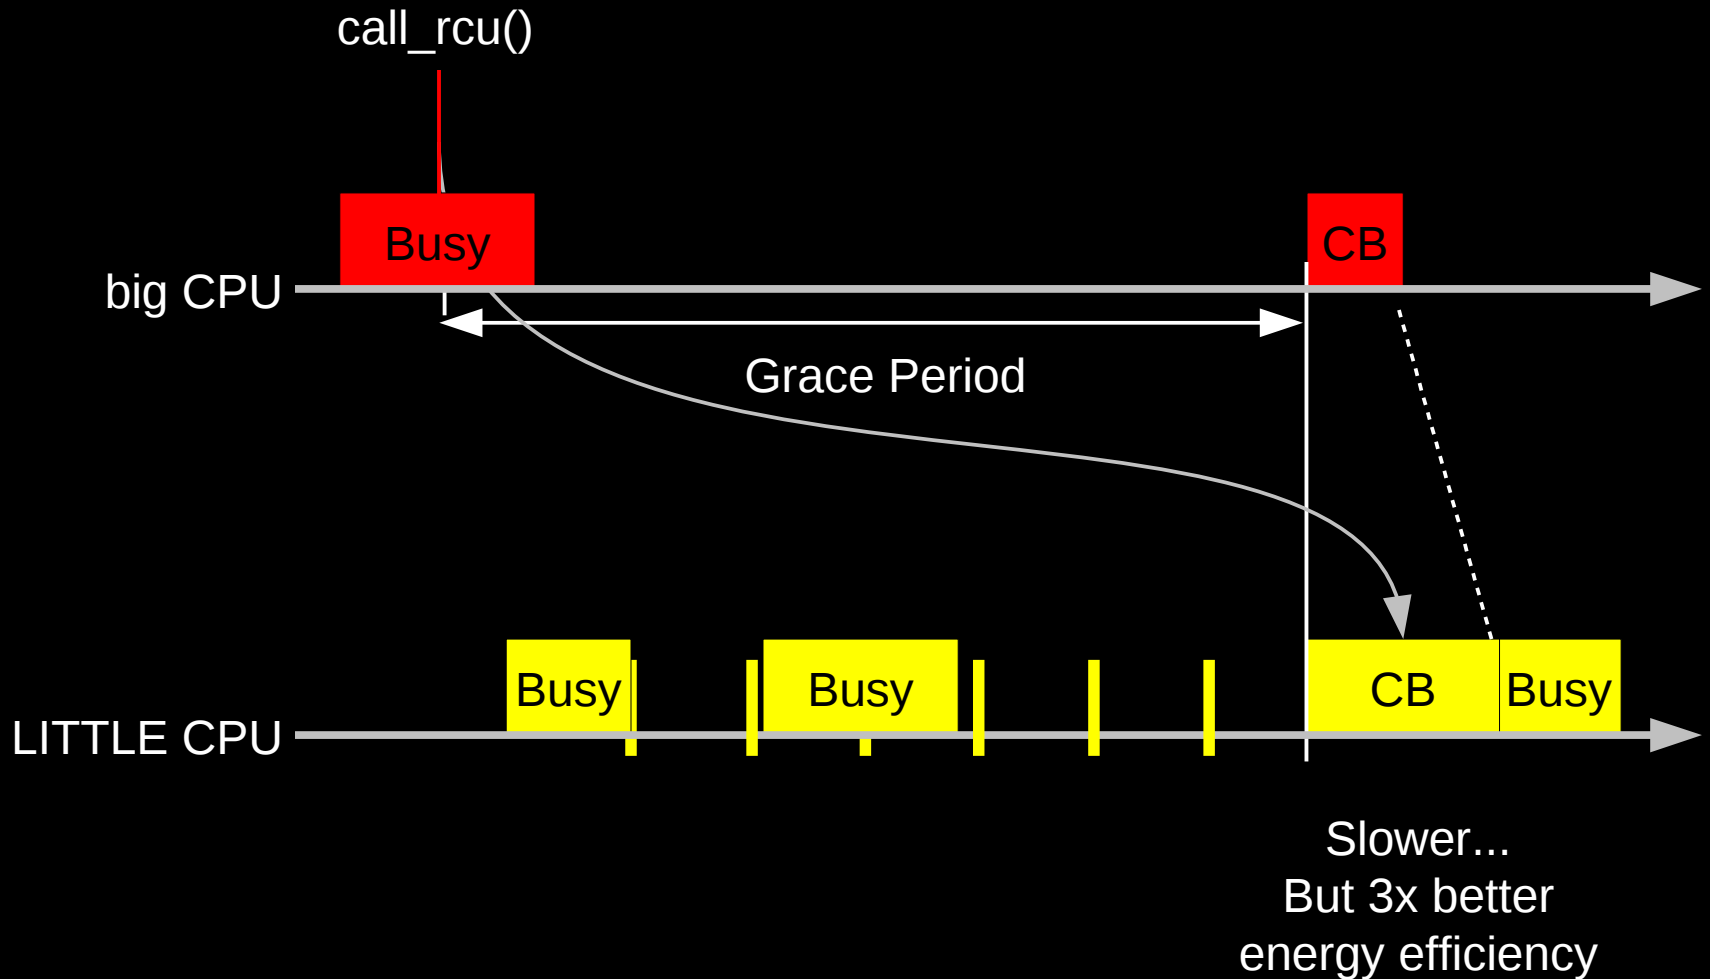 call_rcu()
Busy
CB
big CPU
Grace Period
Busy
Busy
CB
Busy
LITTLE CPU
Slower...
But 3x better
energy efficiency